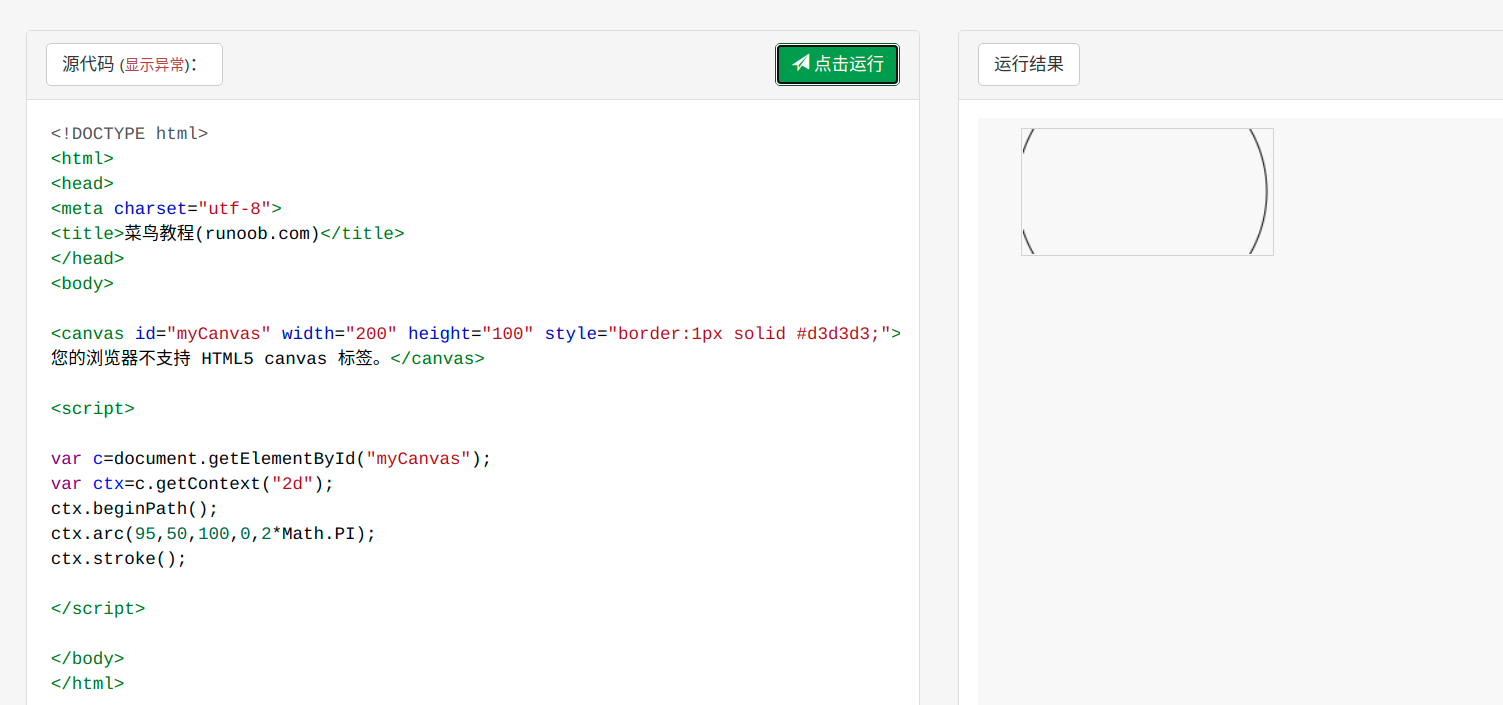 源代码 (显示异常)：
点击运行
运行结果
<!DOCTYPE html>
<html>
<head>
<meta charset="utf-8">
<title>菜鸟教程(runoob.com)</title>
</head>
<body>
<canvas id="myCanvas" width="200" height="100" style="border:1px solid #d3d3d3;">
您的浏览器不支持 HTML5 canvas 标签。</canvas>
<script>
var c=document.getElementById("myCanvas");
var ctx=c.getContext("2d");
ctx.beginPath();
ctx.arc(95,50,100,0,2*Math.PI);
ctx.stroke();
</script>
</body>
</html>